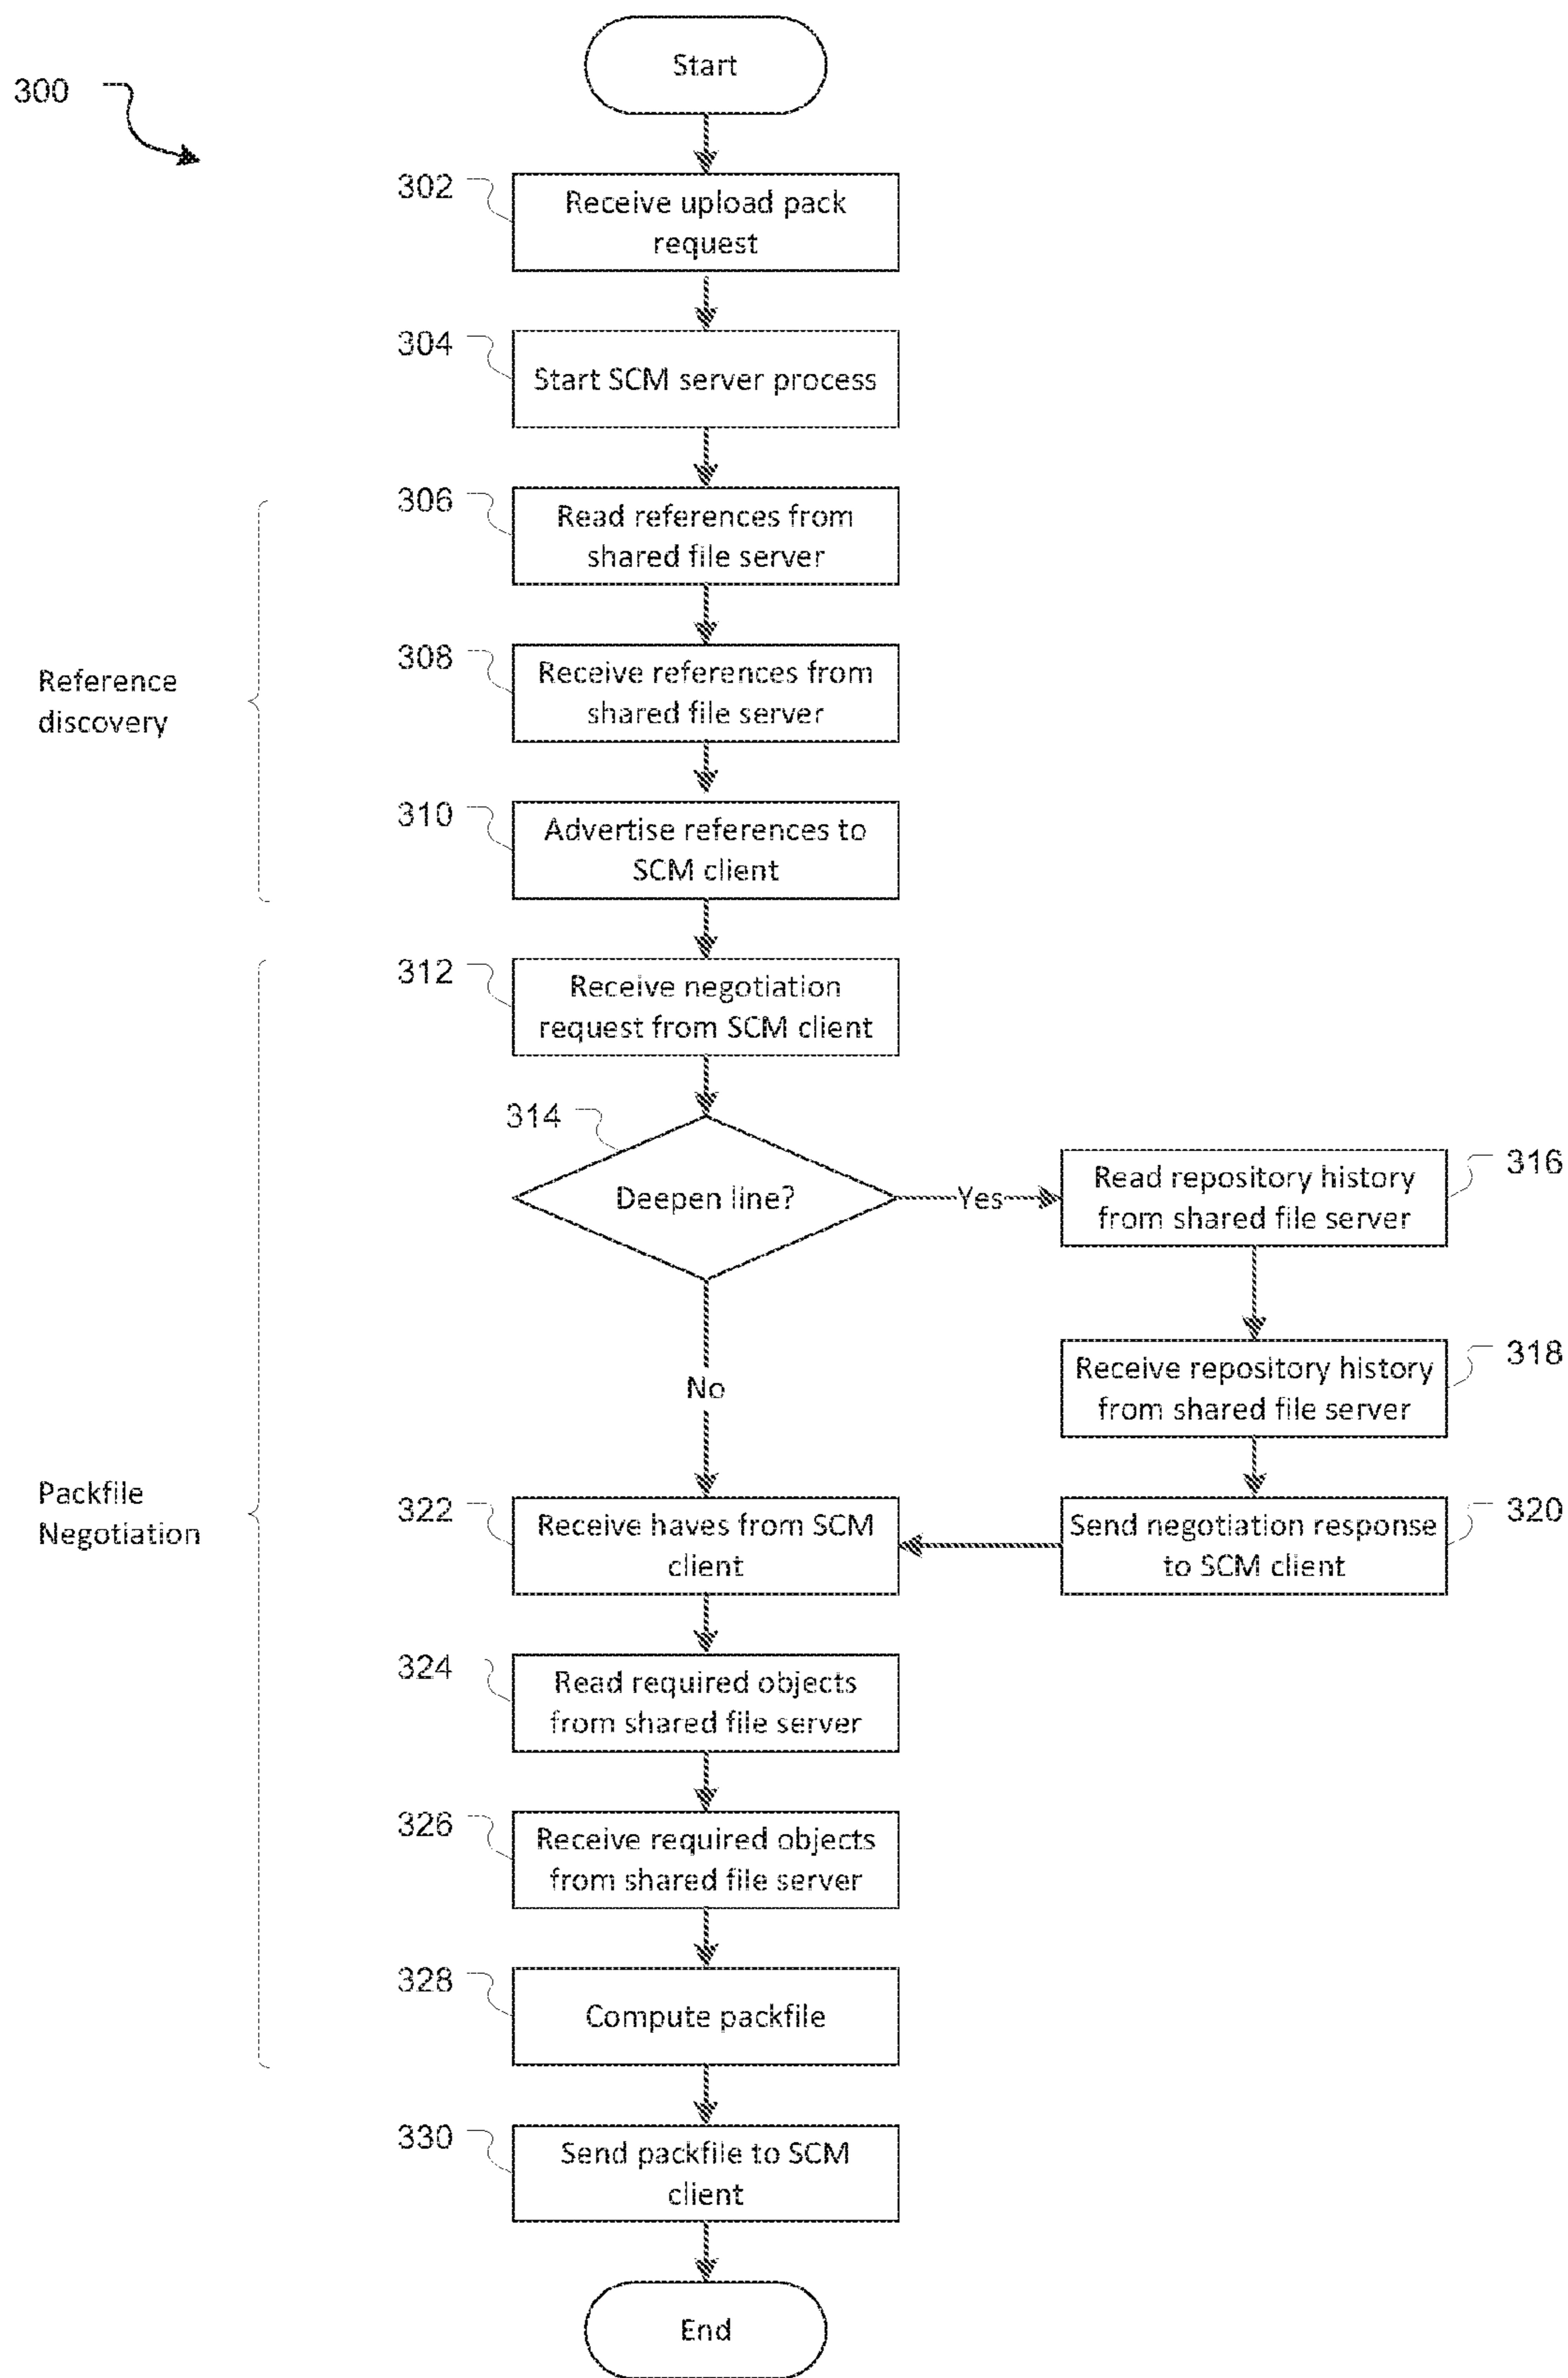 Start
300
302
Receive upload pack
request
304
Start SCM server process
306
Read references from
shared file server
308
Receive references from
shared file server
Reference
discovery
310
Advertise references to
SCM client
312
Receive negotiation
request from SCM client
314
Deepen line?
Yes
Read repository history
from shared file server
316
No
Receive repository history
from shared file server
318
Packfile
Negotiation
322
Receive haves from SCM
client
Send negotiation response
to SCM client
320
324
Read required objects
from shared file server
326
Receive required objects
from shared file server
328
Compute packfile
330
Send packfile to SCM
client
End